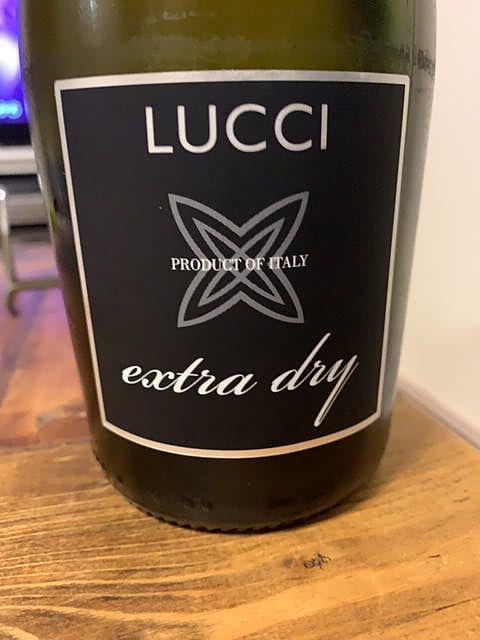 LUCCI
PRODUCT OF ITALY
extra dry